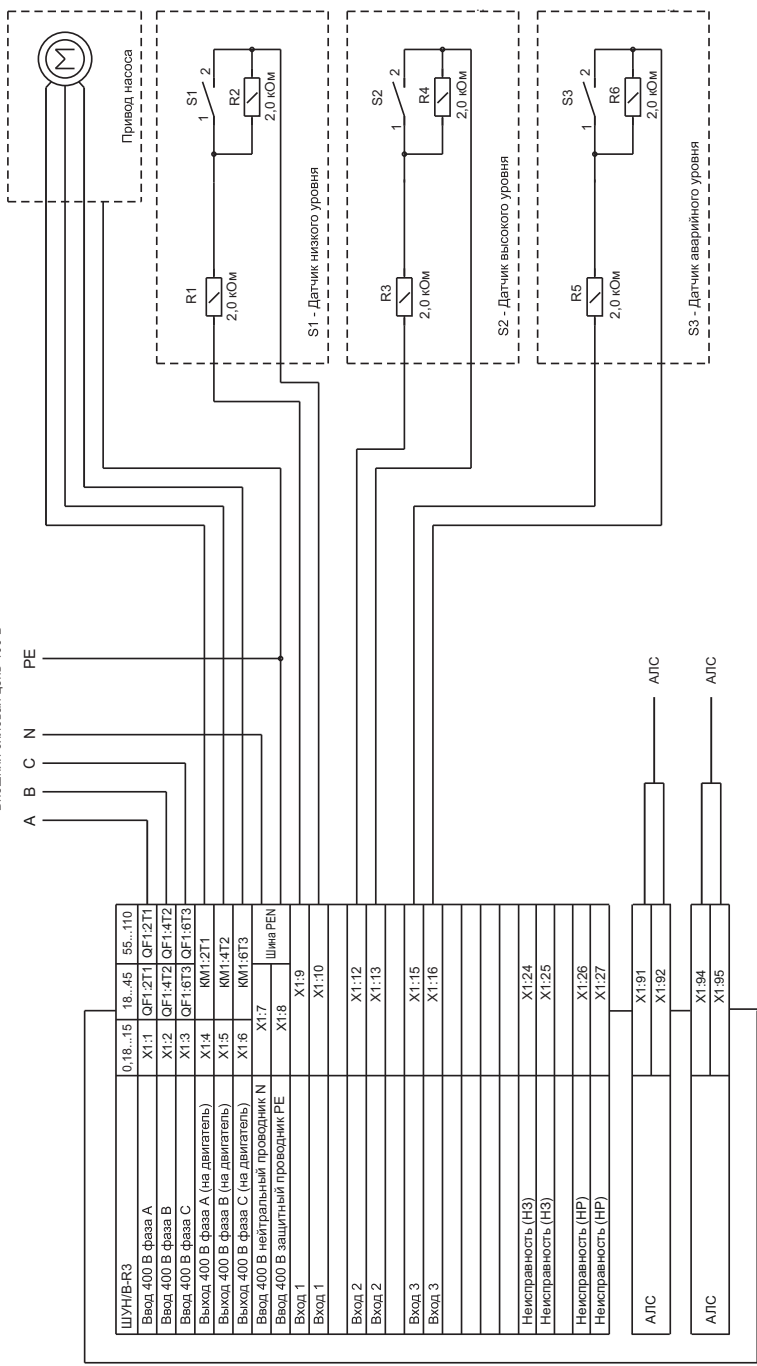 A
B
C
N
PE
Привод насоса
M
ШУН/В-R3
0,18...15
18...45
55...110
Ввод 400 В фаза А
X1:1
QF1:2T1
QF1:2T1
Ввод 400 В фаза В
X1:2
QF1:4T2
QF1:4T2
Ввод 400 В фаза С
X1:3
QF1:6T3
QF1:6T3
Выход 400 В фаза А (на двигатель)
X1:4
KM1:2T1
Выход 400 В фаза В (на двигатель)
X1:5
KM1:4T2
Выход 400 В фаза С (на двигатель)
X1:6
KM1:6T3
Ввод 400 В нейтральный проводник N
X1:7
Шина PEN
Ввод 400 В защитный проводник PE
X1:8
Вход 1
X1:9
Вход 1
X1:10
Вход 2
X1:12
Вход 2
X1:13
Вход 3
X1:15
Вход 3
X1:16
Неисправность (НЗ)
X1:24
Неисправность (НЗ)
X1:25
Неисправность (НР)
X1:26
Неисправность (НР)
X1:27
АЛС
X1:91
X1:92
АЛС
АЛС
X1:94
X1:95
АЛС
R1
2,0 кОм
S1
1
2
R2
2,0 кОм
S1 - Датчик низкого уровня
R3
2,0 кОм
S2
1
2
R4
2,0 кОм
S2 - Датчик высокого уровня
R5
2,0 кОм
S3
1
2
R6
2,0 кОм
S3 - Датчик аварийного уровня